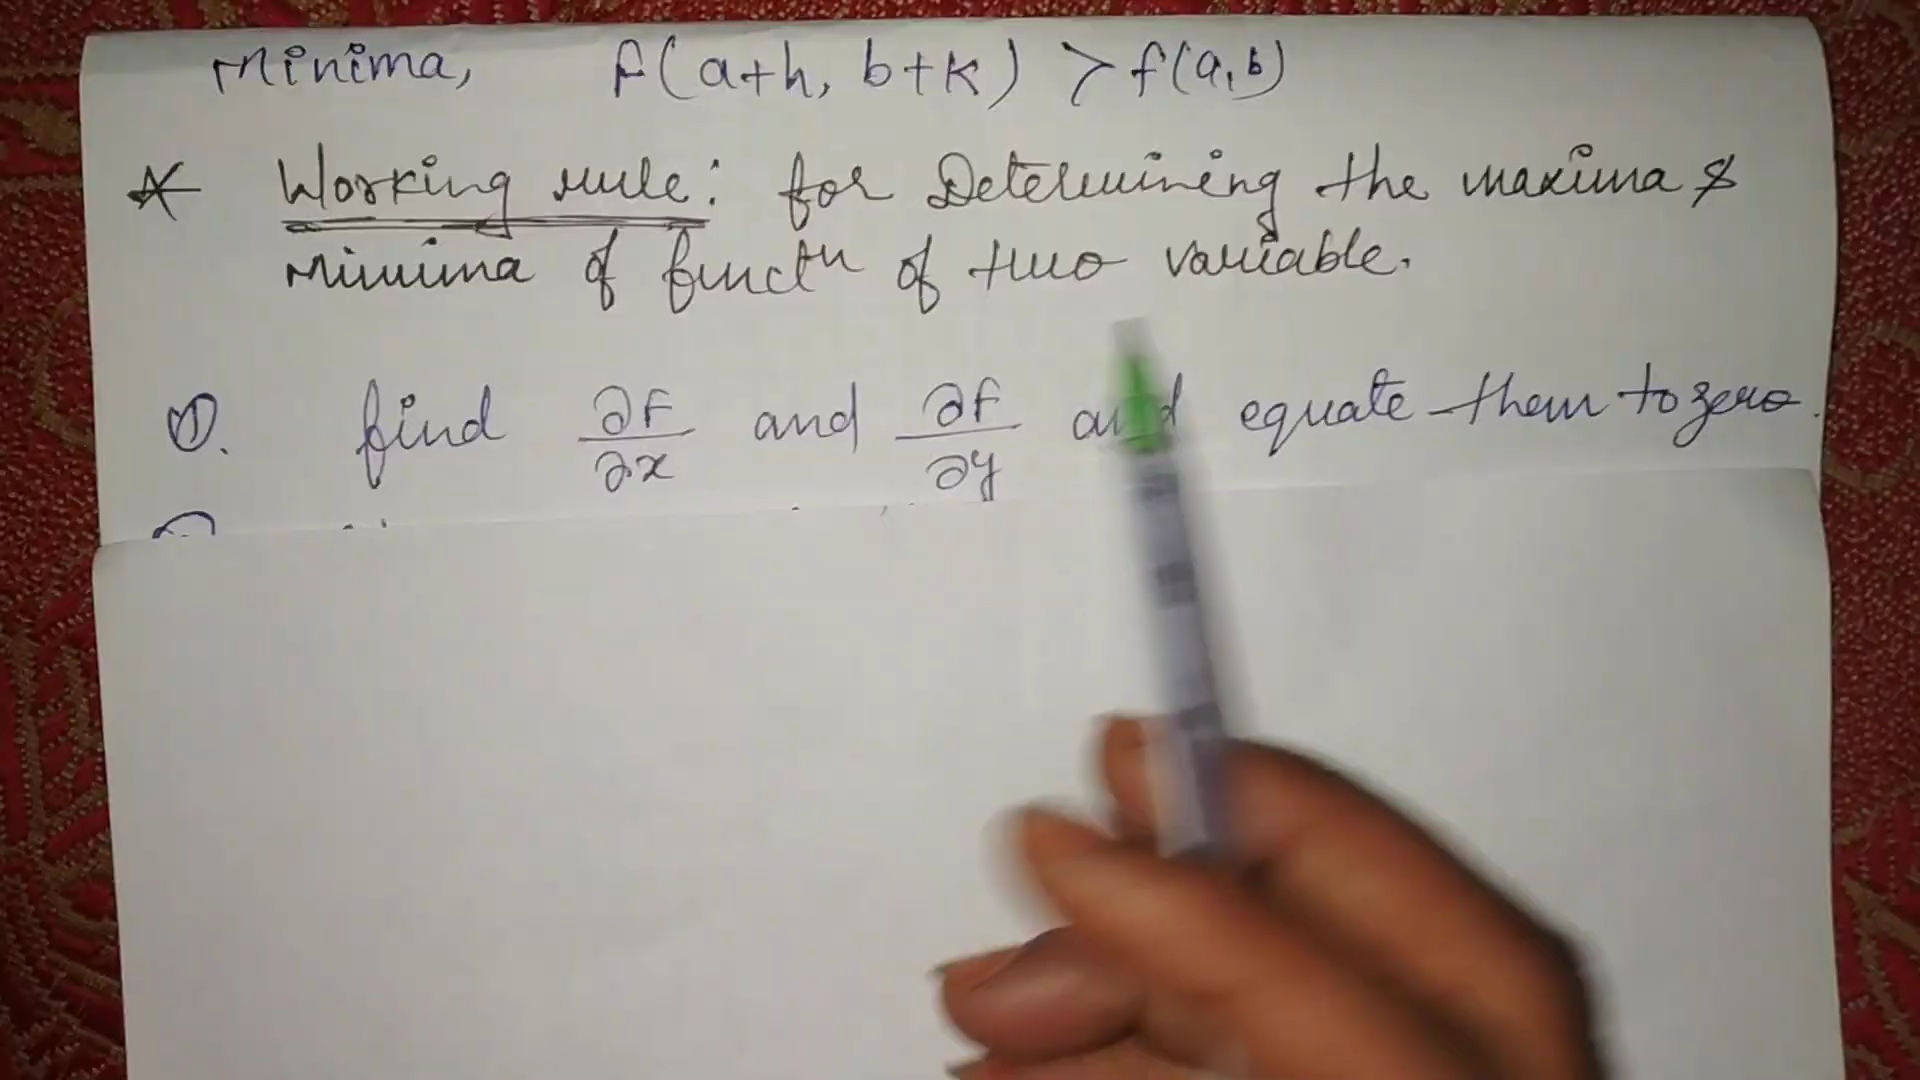 Minima, f(a+h, b+k) > f(a,b)
* Working rule: for Determining the maxima &
minima of functn of two variable.
①. find ∂f/∂x and ∂f/∂y and equate them to zero.